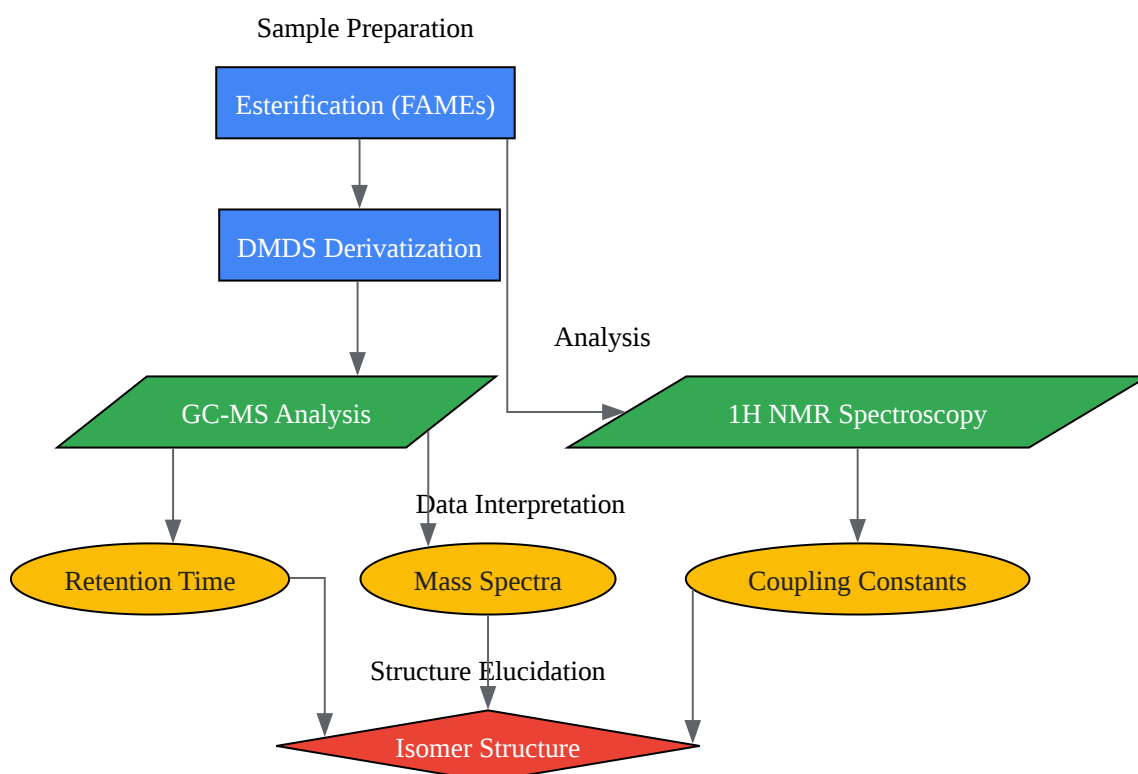 Sample Preparation
Esterification (FAMEs)
DMDS Derivatization
Analysis
GC-MS Analysis
1H NMR Spectroscopy
Data Interpretation
Retention Time
Mass Spectra
Coupling Constants
Structure Elucidation
Isomer Structure